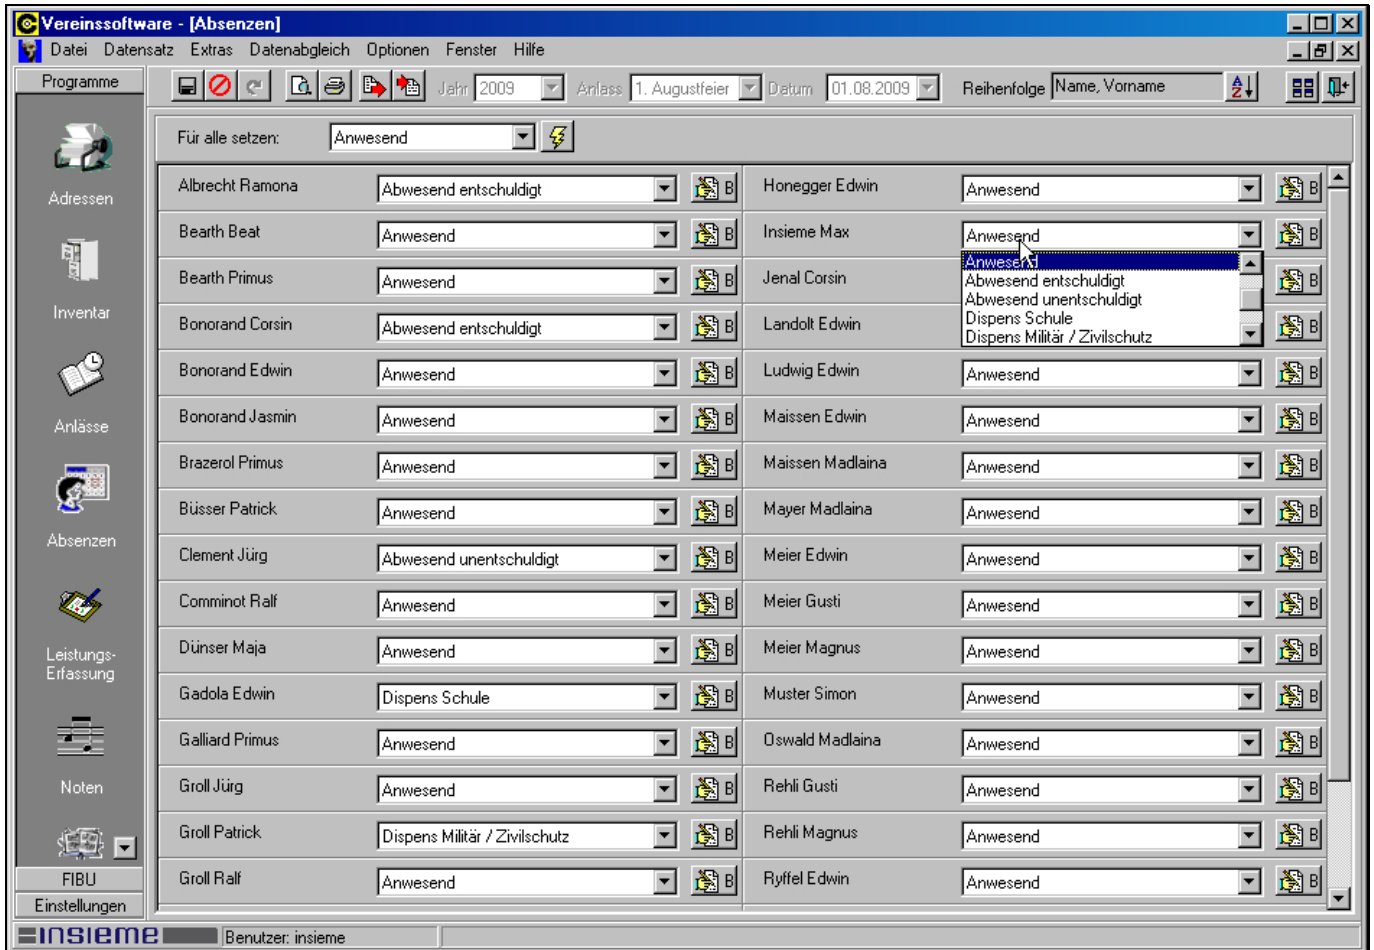 Vereinssoftware - [Absenzen]
Datei Datensatz Extras Datenabgleich Optionen Fenster Hilfe
Programme
Jahr 2009 Anlass 1. Augustfeier Datum 01.08.2009 Reihenfolge Name, Vorname
Für alle setzen: Anwesend
Adressen
Inventar
Anlässe
Absenzen
Leistungs-
Erfassung
Noten
FIBU
Einstellungen
Albrecht Ramona Abwesend entschuldigt B
Bearth Beat Anwesend B
Bearth Primus Anwesend B
Bonorand Corsin Abwesend entschuldigt B
Bonorand Edwin Anwesend B
Bonorand Jasmin Anwesend B
Brazerol Primus Anwesend B
Büsser Patrick Anwesend B
Clement Jürg Abwesend unentschuldigt B
Comminot Ralf Anwesend B
Dünser Maja Anwesend B
Gadola Edwin Dispens Schule B
Galliard Primus Anwesend B
Groll Jürg Anwesend B
Groll Patrick Dispens Militär / Zivilschutz B
Groll Ralf Anwesend B
Honegger Edwin Anwesend B
Insieme Max Anwesend B
Anwesend
Abwesend entschuldigt
Abwesend unentschuldigt
Dispens Schule
Dispens Militär / Zivilschutz
Jenal Corsin B
Landolt Edwin B
Ludwig Edwin Anwesend B
Maissen Edwin Anwesend B
Maissen Madlaina Anwesend B
Mayer Madlaina Anwesend B
Meier Edwin Anwesend B
Meier Gusti Anwesend B
Meier Magnus Anwesend B
Muster Simon Anwesend B
Oswald Madlaina Anwesend B
Rehli Gusti Anwesend B
Rehli Magnus Anwesend B
Ryffel Edwin Anwesend B
INSIEME Benutzer: insieme